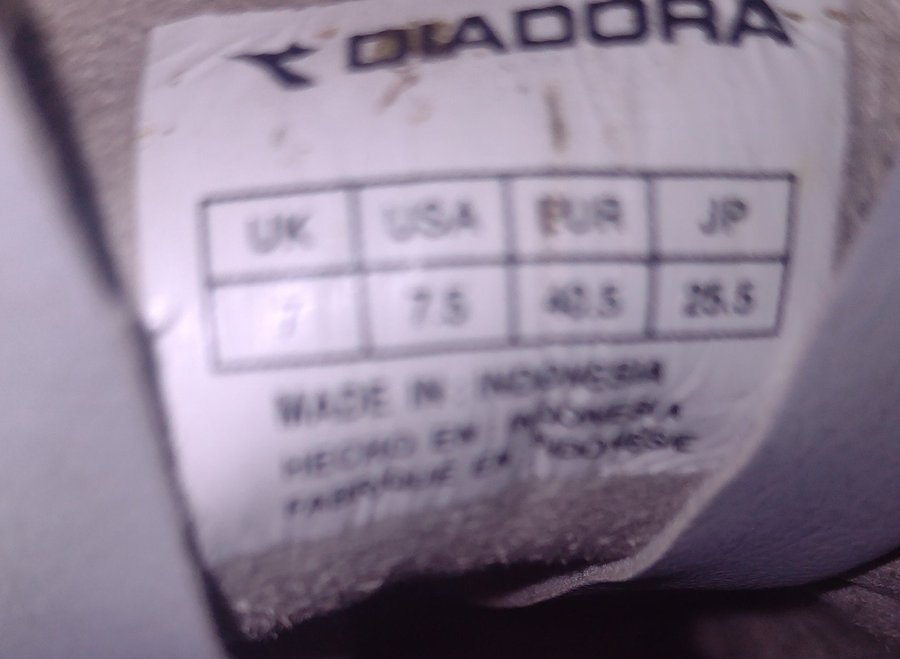 DIADORA
UK USA EUR JP
7 7.5 40.5 25.5
MADE IN : INDONESIA
HECHO EN : INDONESIA
FABRIQUE EN : INDONESIE